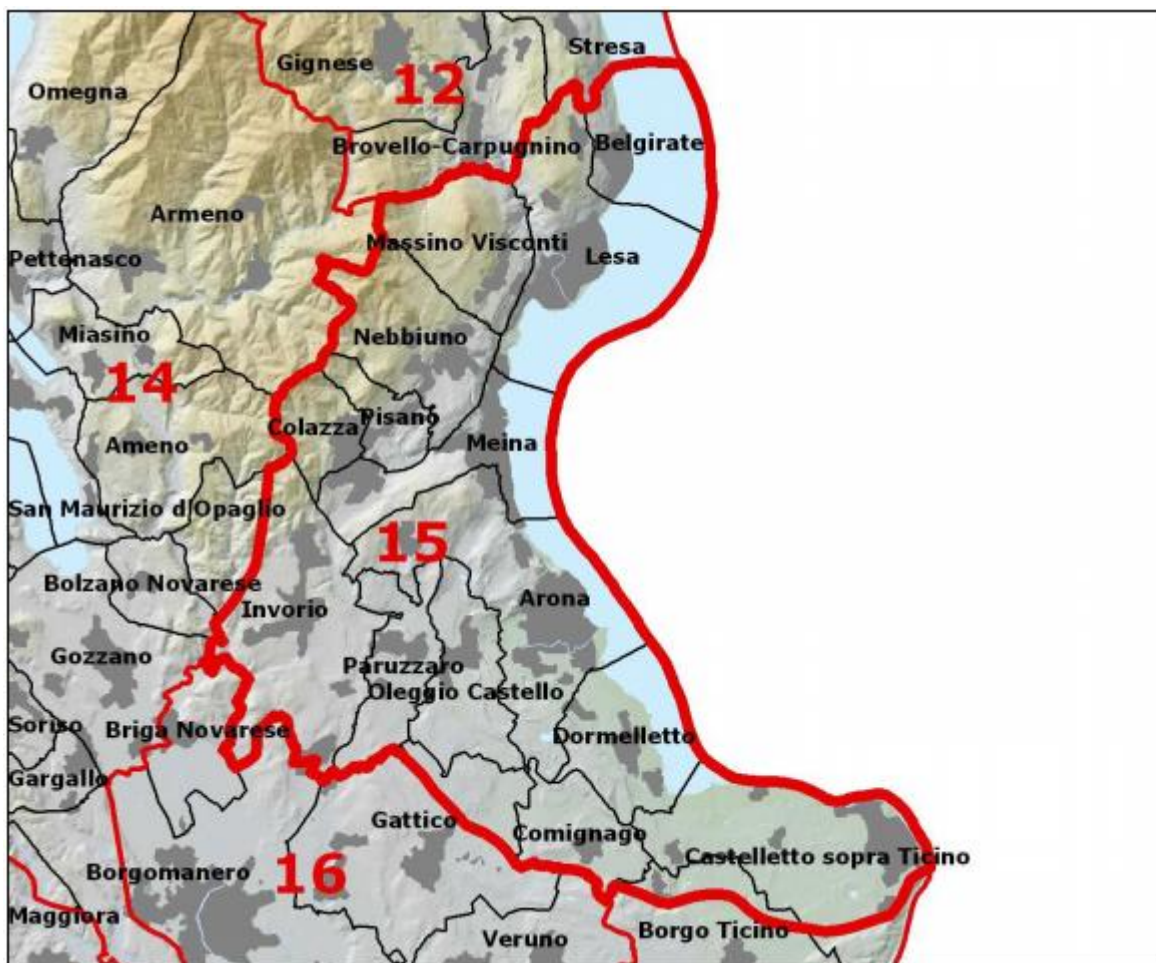 Stresa
Gignese
12
Omegna
Brovello-Carpugnino
Belgirate
Armeno
Massino Visconti
Lesa
Pettenasco
Miasino
Nebbiuno
14
Pisano
Colazza
Meina
Ameno
San Maurizio d'Opaglio
15
Bolzano Novarese
Arona
Invorio
Gozzano
Paruzzaro
Oleggio Castello
Soriso
Briga Novarese
Dormelletto
Gargallo
Gattico
Comignago
Castelletto sopra Ticino
Borgomanero
16
Maggiora
Veruno
Borgo Ticino